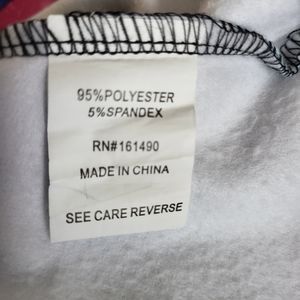 95%POLYESTER
5%SPANDEX
RN#161490
MADE IN CHINA
SEE CARE REVERSE